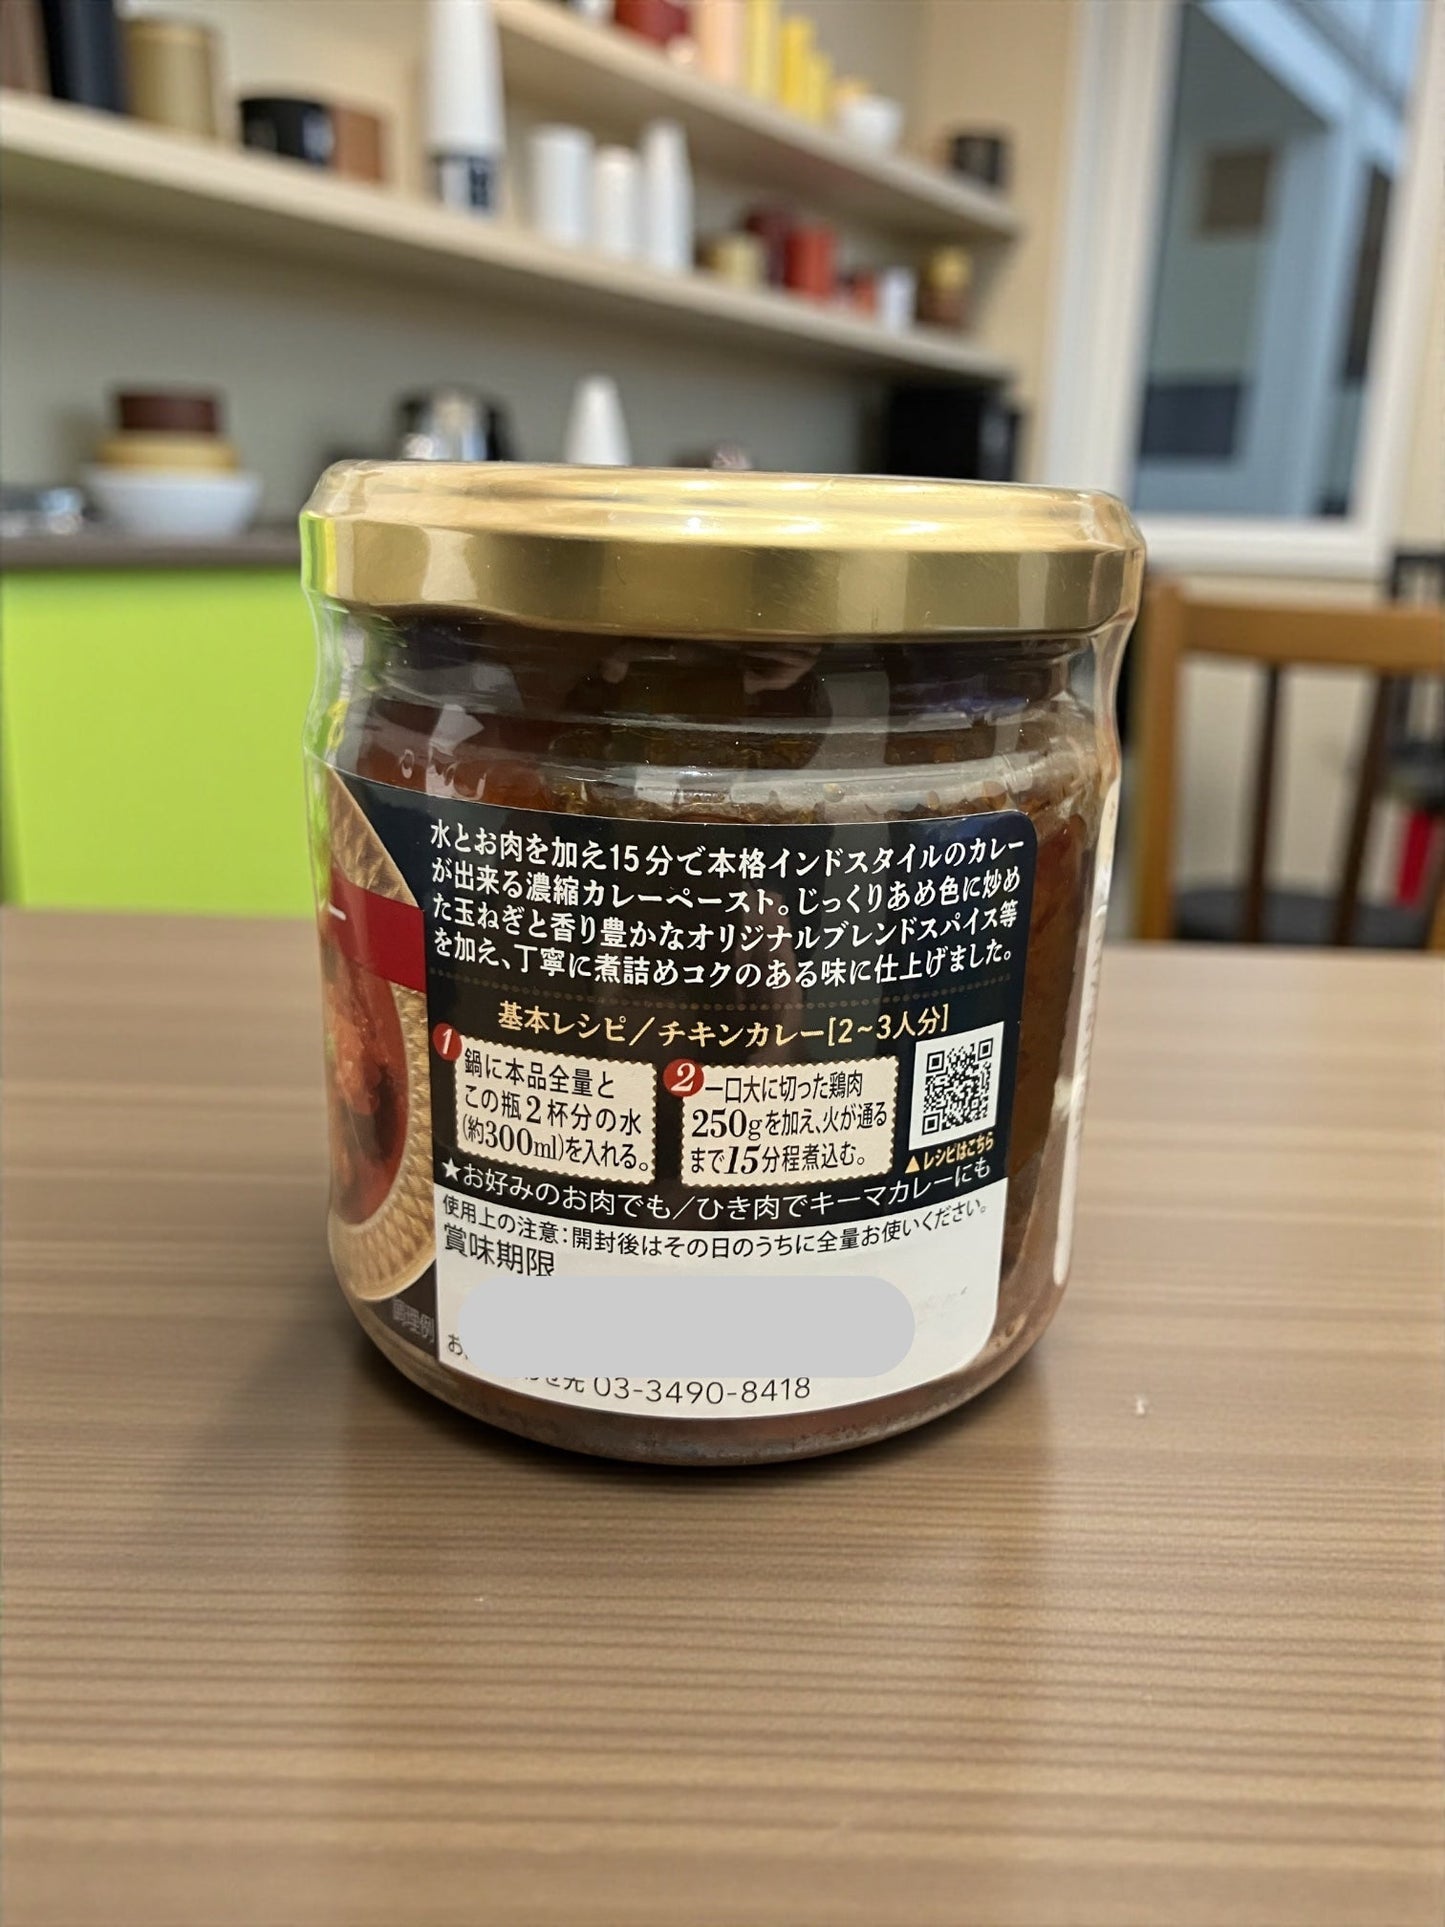 水とお肉を加え15分で本格インドスタイルのカレー
が出来る濃縮カレーペースト。じっくりあめ色に炒め
た玉ねぎと香り豊かなオリジナルブレンドスパイス等
を加え、丁寧に煮詰めコクのある味に仕上げました。
基本レシピ/チキンカレー[2~3人分]
1
鍋に本品全量と
この瓶2杯分の水
(約300ml)を入れる。
2
一口大に切った鶏肉
250gを加え、火が通る
まで15分程煮込む。
▲レシピはこちら
★お好みのお肉でも/ひき肉でキーマカレーにも
使用上の注意:開封後はその日のうちに全量お使いください。
賞味期限
調理例
お
わせ先 03-3490-8418